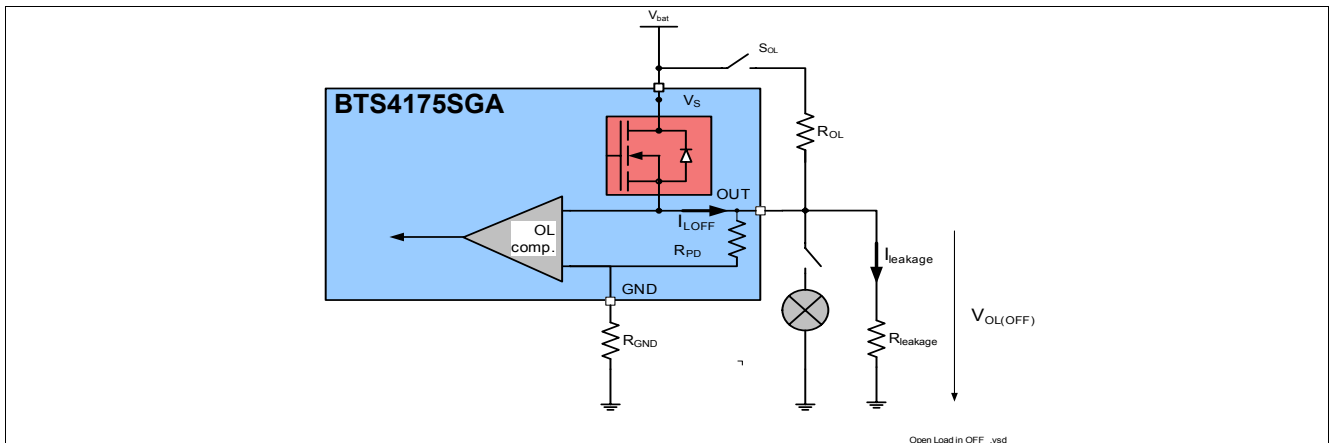 Vbat
SOL
BTS4175SGA
VS
ROL
OUT
OL
comp.
ILOFF
RPD
Ileakage
GND
VOL(OFF)
RGND
Rleakage
Open Load in OFF .vsd